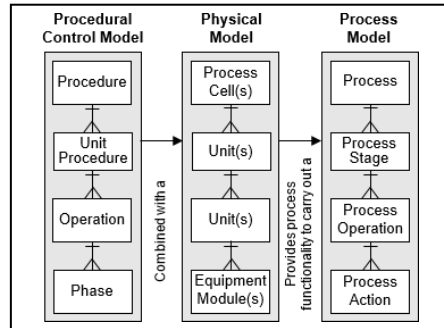 Procedural
Control Model
Physical
Model
Process
Model
Procedure
Unit
Procedure
Operation
Phase
Combined with a
Process
Cell(s)
Unit(s)
Unit(s)
Equipment
Module(s)
Provides process
functionality to carry out a
Process
Process
Stage
Process
Operation
Process
Action